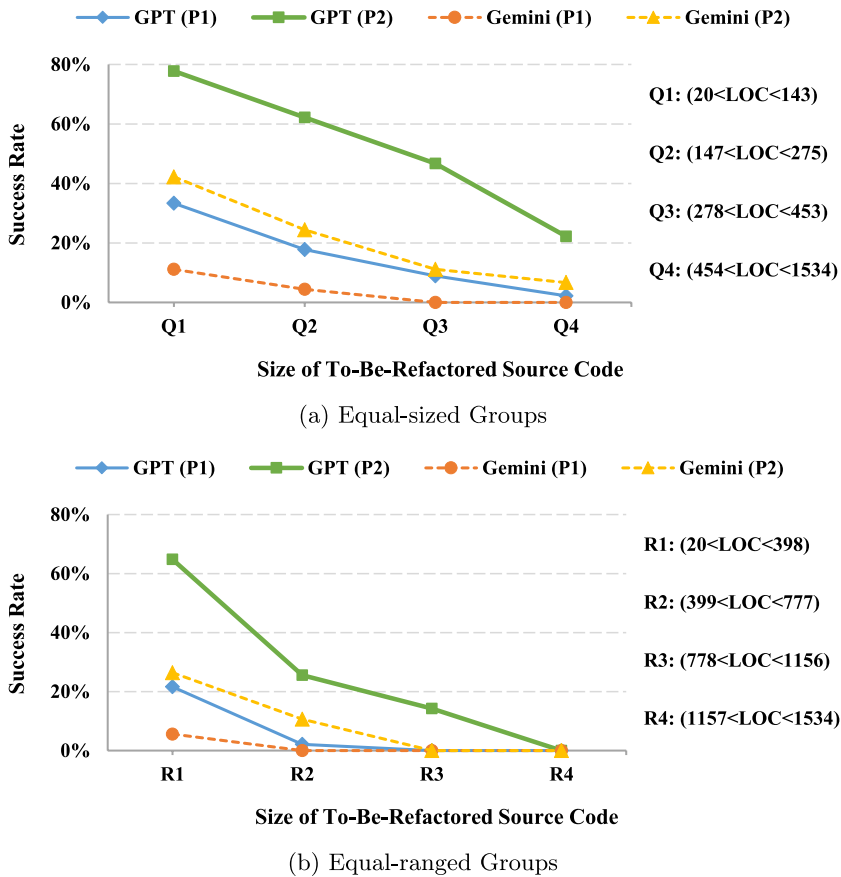 GPT (P1) GPT (P2) Gemini (P1) Gemini (P2)
80%
60%
40%
20%
0%
Success Rate
Q1 Q2 Q3 Q4
Size of To-Be-Refactored Source Code
Q1: (20<LOC<143)
Q2: (147<LOC<275)
Q3: (278<LOC<453)
Q4: (454<LOC<1534)
(a) Equal-sized Groups
GPT (P1) GPT (P2) Gemini (P1) Gemini (P2)
80%
60%
40%
20%
0%
Success Rate
R1 R2 R3 R4
Size of To-Be-Refactored Source Code
R1: (20<LOC<398)
R2: (399<LOC<777)
R3: (778<LOC<1156)
R4: (1157<LOC<1534)
(b) Equal-ranged Groups